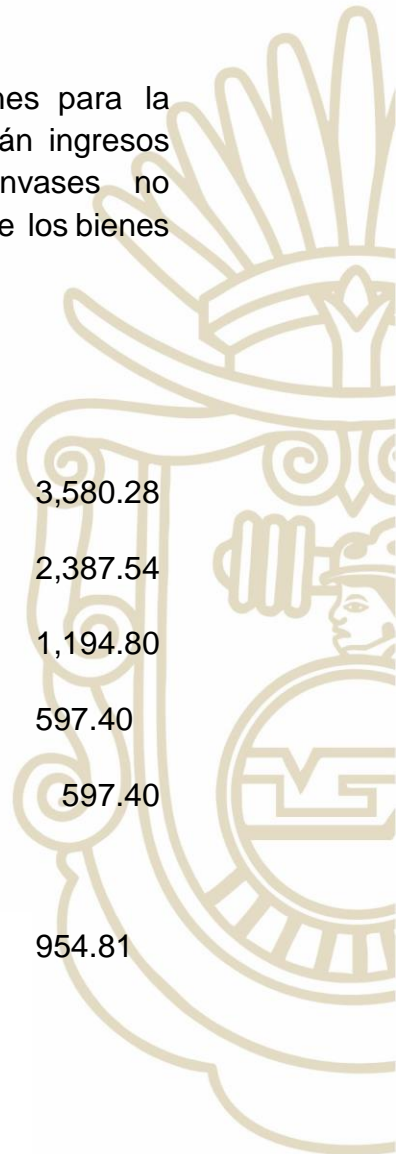 nes para la
án ingresos
nvases no
e los bienes
3,580.28
2,387.54
1,194.80
597.40
597.40
954.81